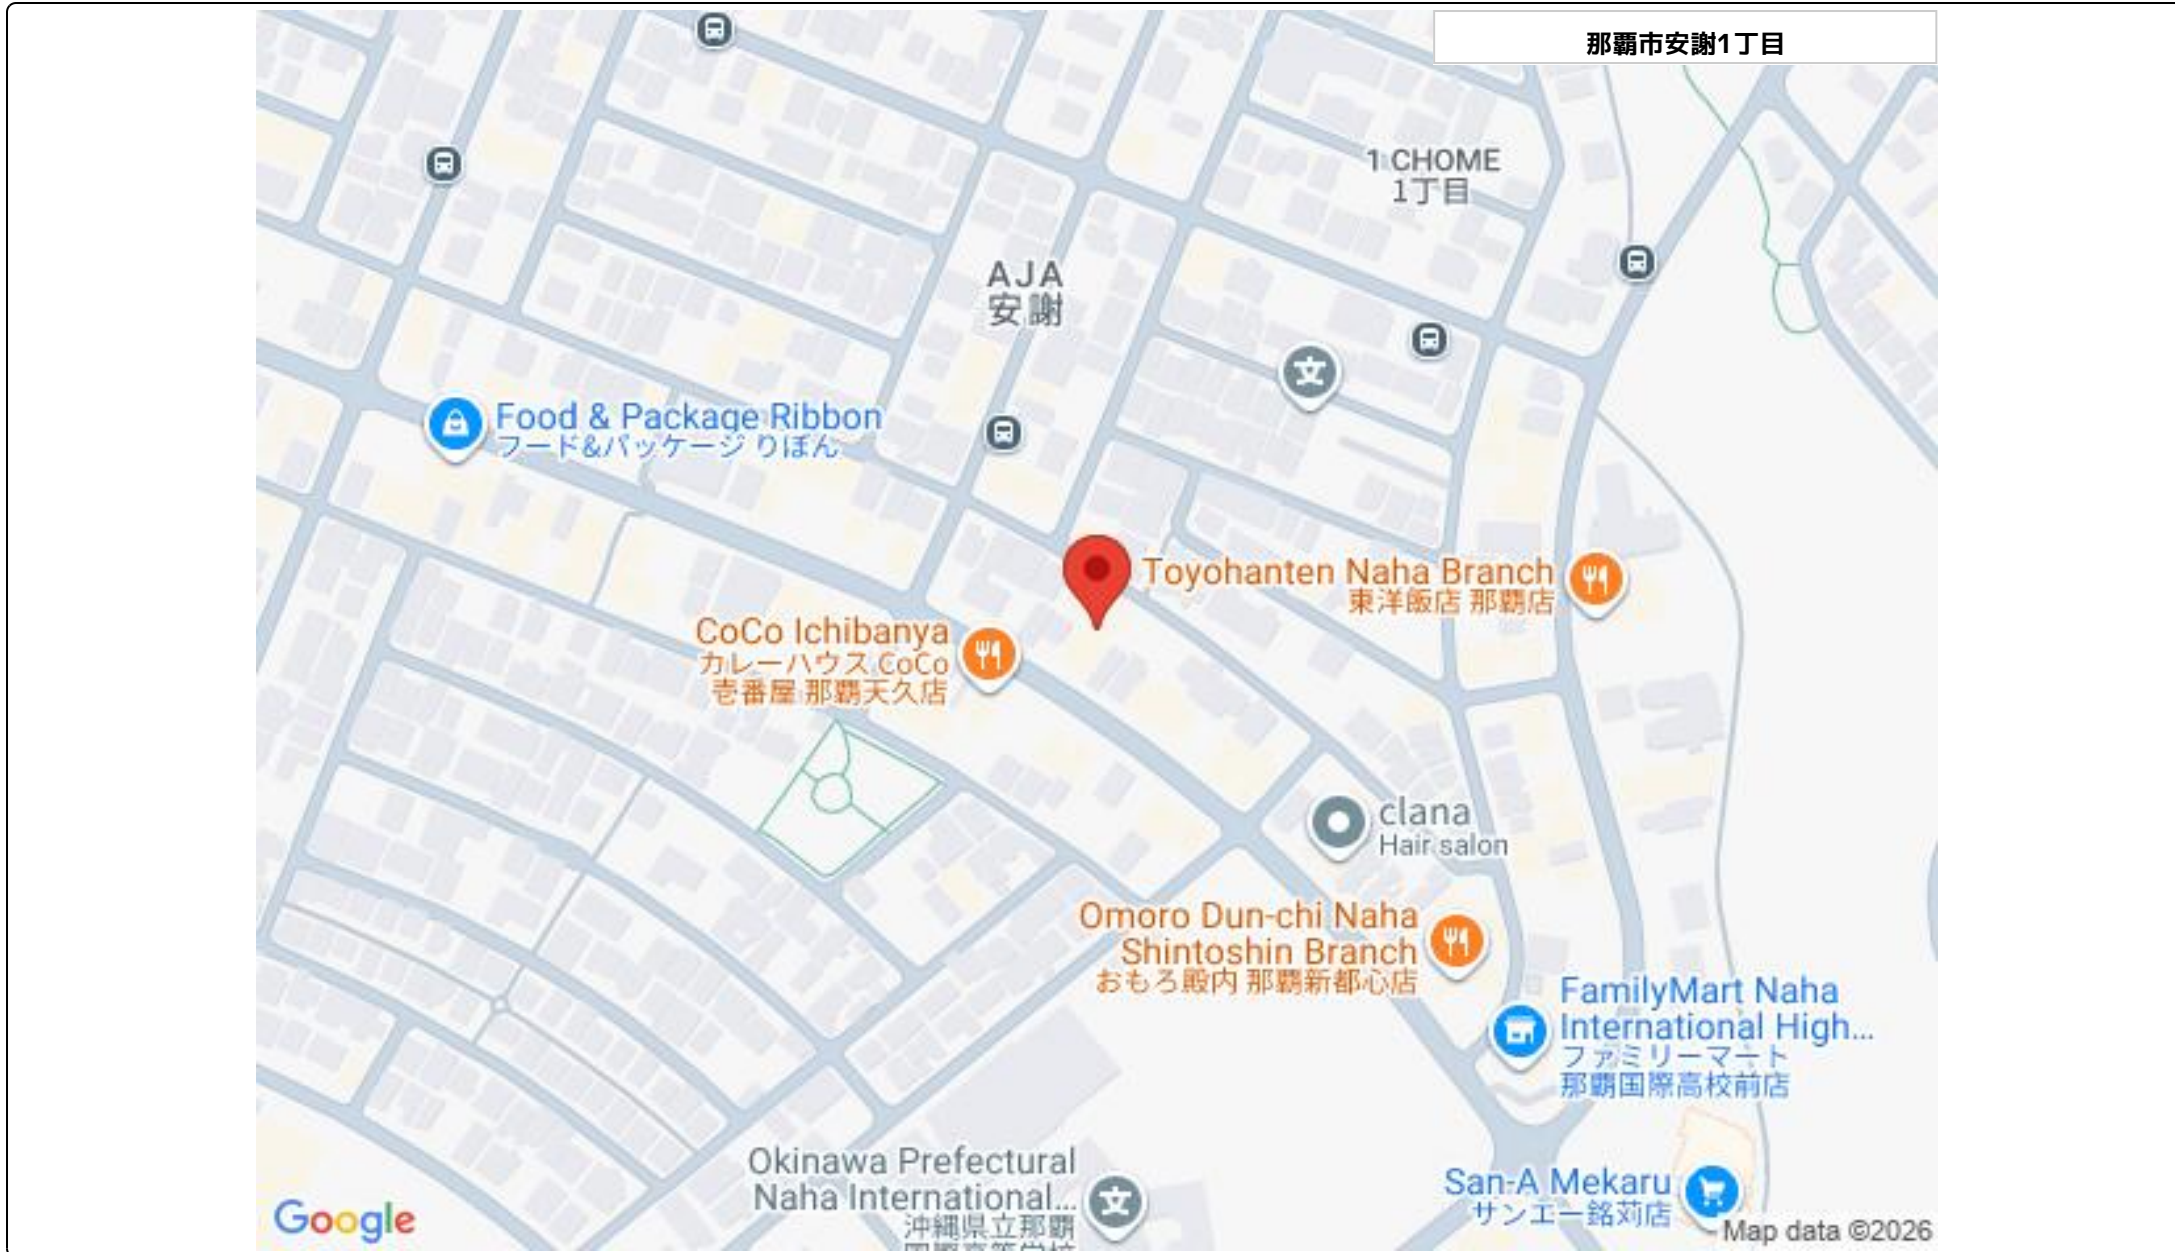 那覇市安謝1丁目
1 CHOME
1丁目
AJA
安謝
Food & Package Ribbon
フード&パッケージ りぼん
Toyohanten Naha Branch
東洋飯店 那覇店
CoCo Ichibanya
カレーハウス CoCo
壱番屋 那覇天久店
clana
Hair salon
Omoro Dun-chi Naha
Shintoshin Branch
おもろ殿内 那覇新都心店
FamilyMart Naha
International High...
ファミリーマート
那覇国際高校前店
Okinawa Prefectural
Naha International...
沖縄県立那覇
国際高等学校
San-A Mekaru
サンエー銘苅店
Google
Map data ©2026